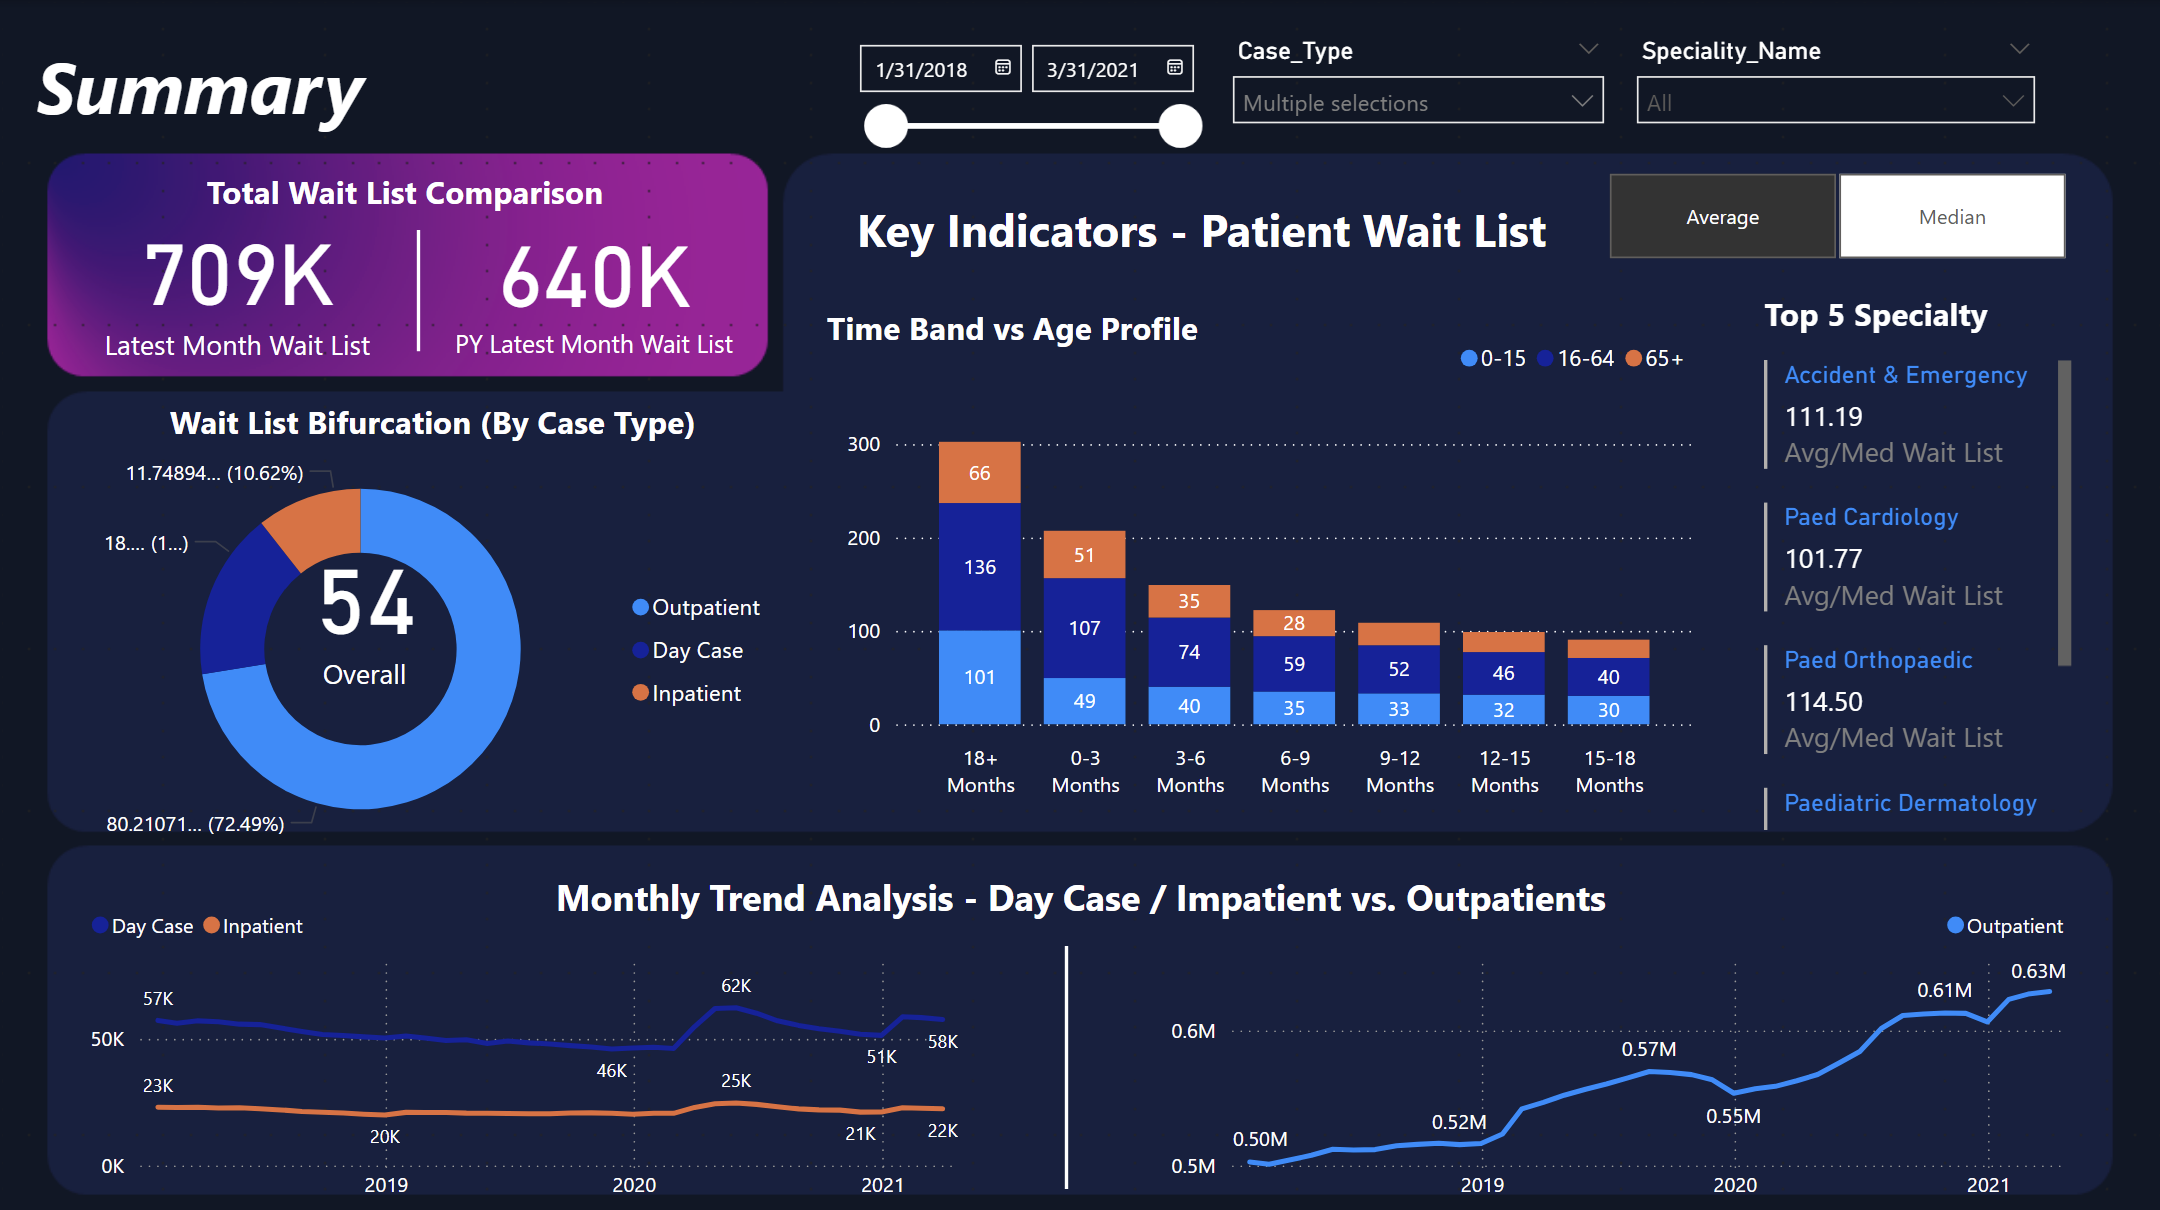 Summary
1/31/2018
3/31/2021
Case_Type
Multiple selections
Speciality_Name
All
Total Wait List Comparison
709K
Latest Month Wait List
640K
PY Latest Month Wait List
Key Indicators - Patient Wait List
Average
Median
Wait List Bifurcation (By Case Type)
11.74894... (10.62%)
18.... (1...)
80.21071... (72.49%)
54
Overall
Outpatient
Day Case
Inpatient
Time Band vs Age Profile
0-15 16-64 65+
300
200
100
0
66
136
101
51
107
49
35
74
40
28
59
35
52
33
46
32
40
30
18+
Months
0-3
Months
3-6
Months
6-9
Months
9-12
Months
12-15
Months
15-18
Months
Top 5 Specialty
Accident & Emergency
111.19
Avg/Med Wait List
Paed Cardiology
101.77
Avg/Med Wait List
Paed Orthopaedic
114.50
Avg/Med Wait List
Paediatric Dermatology
Monthly Trend Analysis - Day Case / Impatient vs. Outpatients
Day Case Inpatient
50K
0K
57K
46K
62K
51K
58K
23K
20K
25K
21K
22K
2019
2020
2021
Outpatient
0.6M
0.5M
0.50M
0.52M
0.57M
0.55M
0.61M
0.63M
2019
2020
2021